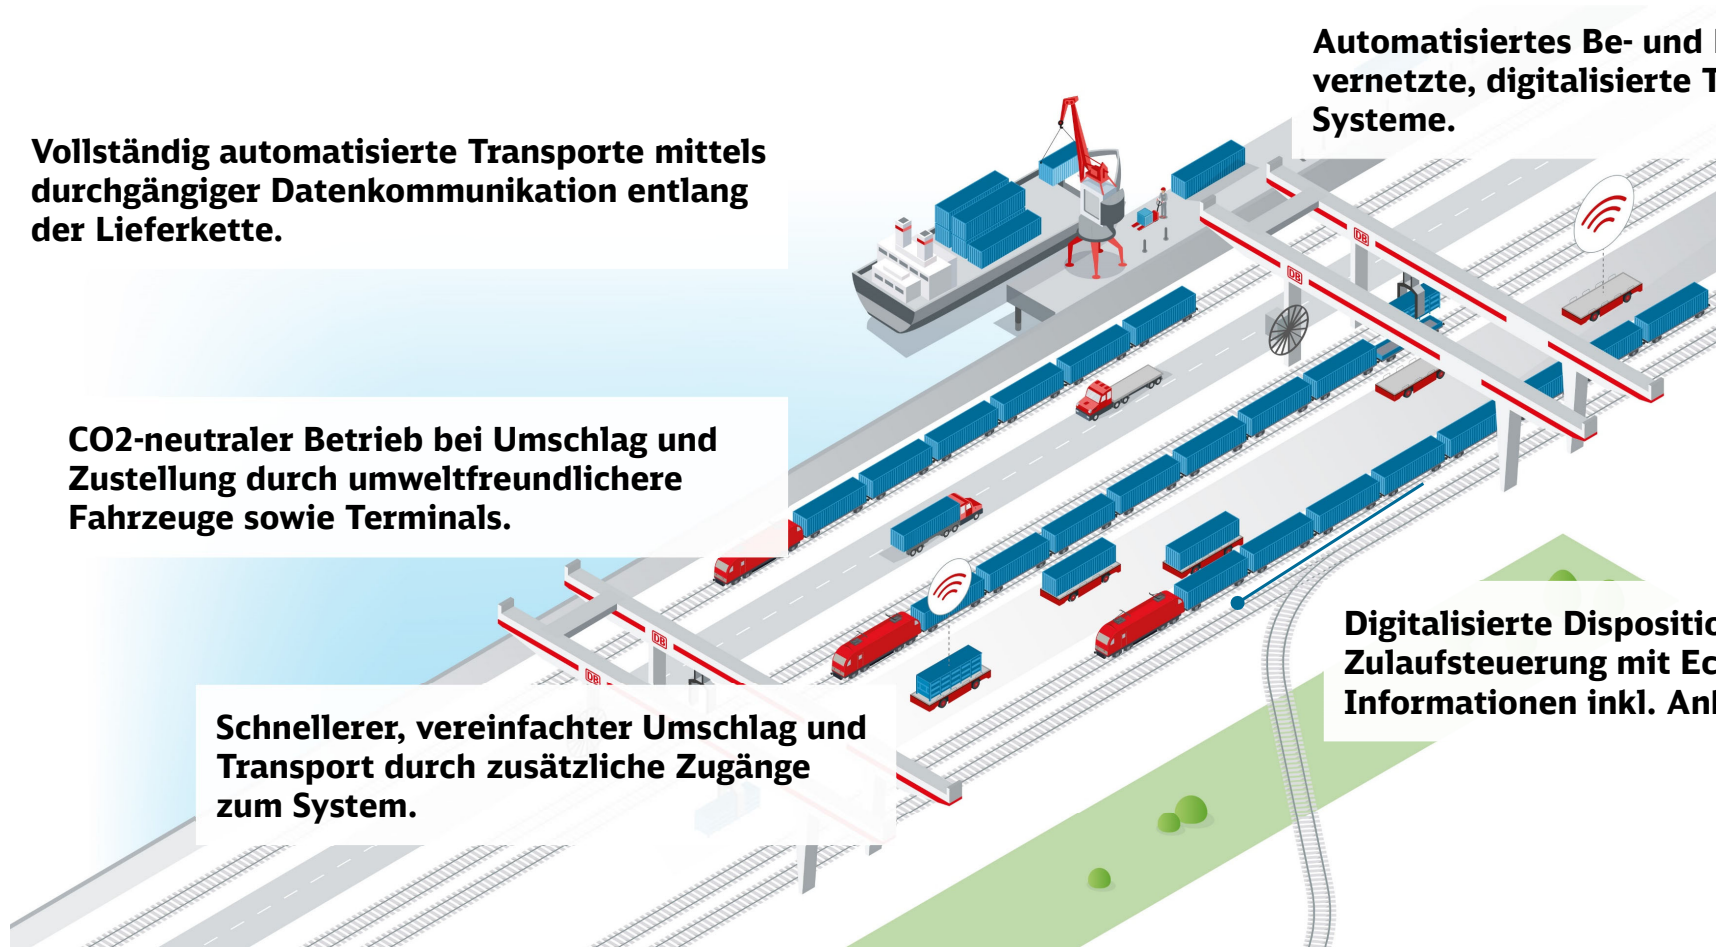 Automatisiertes Be- und
vernetzte, digitalisierte
Systeme.
Vollständig automatisierte Transporte mittels
durchgängiger Datenkommunikation entlang
der Lieferkette.
DB
DB
CO2-neutraler Betrieb bei Umschlag und
Zustellung durch umweltfreundlichere
Fahrzeuge sowie Terminals.
Digitalisierte
Zulaufsteuerung mit
Informationen inkl.
DB
DB
Schnellerer, vereinfachter Umschlag und
Transport durch zusätzliche Zugänge
zum System.